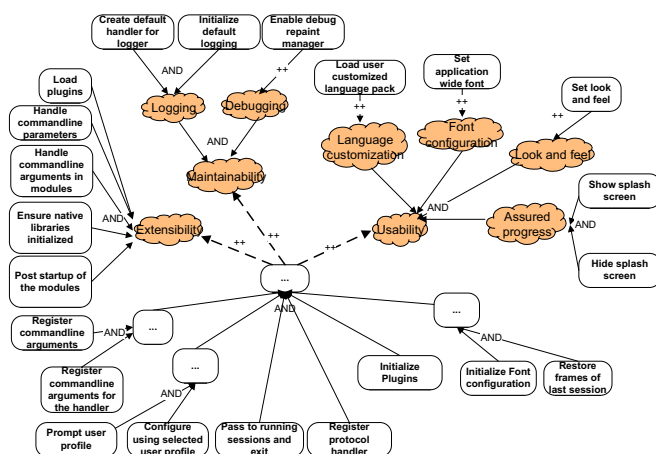 Create default
handler for
logger
Initialize
default
logging
Enable debug
repaint
manager
Load user
customized
language pack
Set
application
wide font
Set look
and feel
Load
plugins
Handle
commandline
parameters
Handle
commandline
arguments in
modules
Ensure native
libraries
initialized
Post startup of
the modules
AND
++
++
++
++
Logging
Debugging
AND
Maintainability
Language
customization
Font
configuration
Look and feel
AND
Extensibility
Usability
AND
Assured
progress
AND
Show splash
screen
Hide splash
screen
++
++
++
...
AND
Register
commandline
arguments
AND
...
Register
commandline
arguments for
the handler
...
AND
Prompt user
profile
Configure
using selected
user profile
Pass to running
sessions and
exit
Register
protocol
handler
Initialize
Plugins
...
AND
Initialize Font
configuration
Restore
frames of
last session